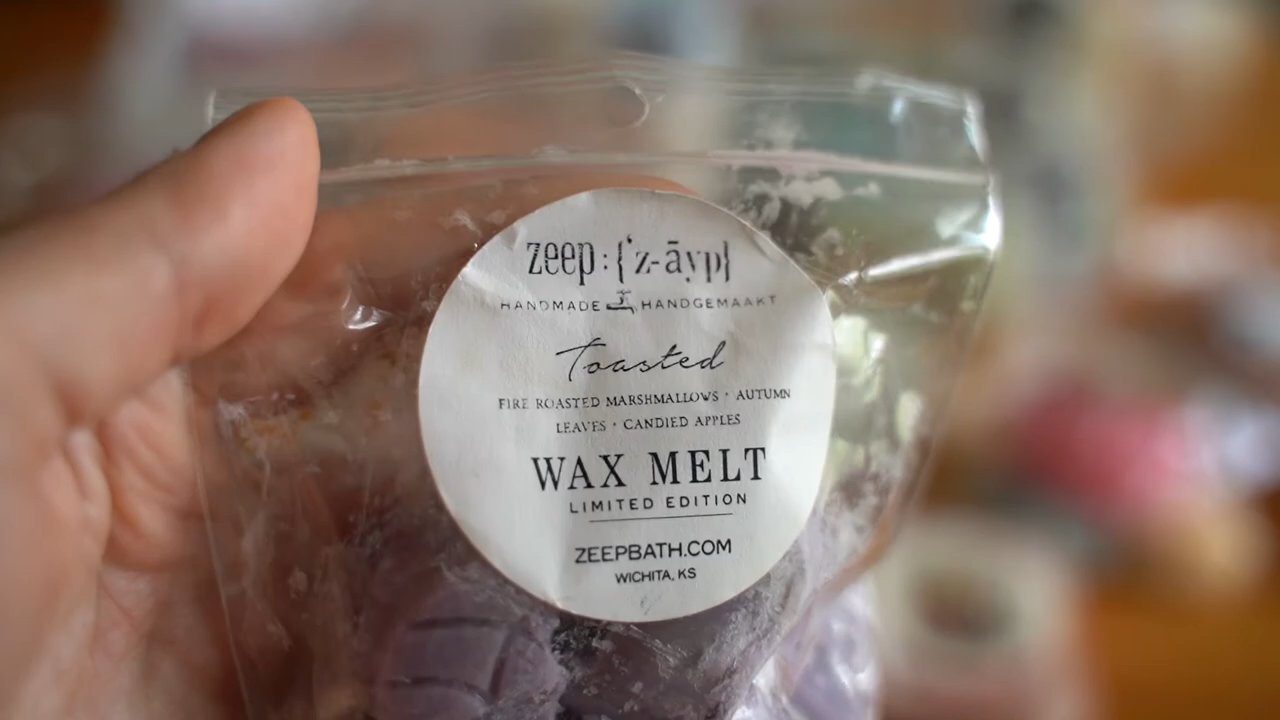 zeep:{'z-āyp}
HANDMADE HANDGEMAAKT
Toasted
FIRE ROASTED MARSHMALLOWS · AUTUMN
LEAVES · CANDIED APPLES
WAX MELT
LIMITED EDITION
ZEEPBATH.COM
WICHITA, KS